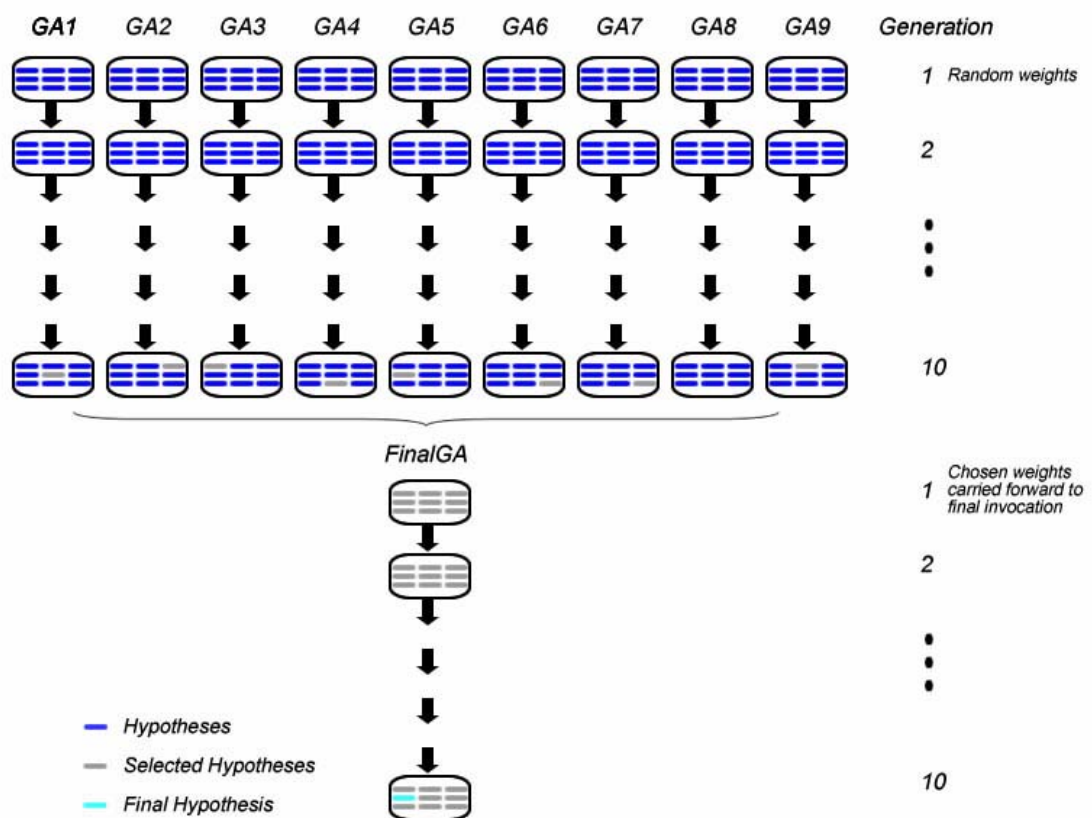 GA1 GA2 GA3 GA4 GA5 GA6 GA7 GA8 GA9 Generation
1 Random weights
2
10
FinalGA
1 Chosen weights
carried forward to
final invocation
2
Hypotheses
Selected Hypotheses
10
Final Hypothesis